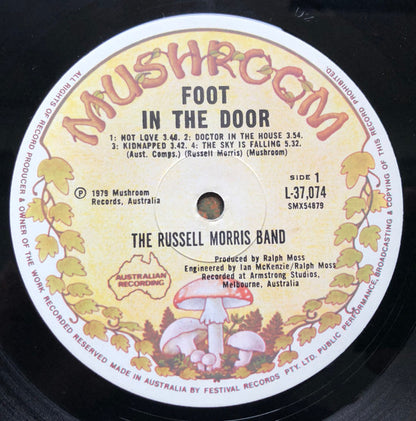 MUSHROOM
FOOT
IN THE DOOR
1: HOT LOVE 3.40. 2: DOCTOR IN THE HOUSE 3.54.
3: KIDNAPPED 3.42. 4: THE SKY IS FALLING 5.32.
(Aust. Comps.) (Russell Morris) (Mushroom)
SIDE 1
Ⓟ 1979 Mushroom
Records, Australia
L-37,074
SMX54879
THE RUSSELL MORRIS BAND
Produced by Ralph Moss
Engineered by Ian McKenzie/Ralph Moss
Recorded at Armstrong Studios,
Melbourne, Australia
AUSTRALIAN
RECORDING
ALL RIGHTS OF RECORD PRODUCER & OWNER OF THE WORK RECORDED RESERVED MADE IN AUSTRALIA BY FESTIVAL RECORDS PTY. LTD. PUBLIC PERFORMANCE, BROADCASTING & COPYING OF THIS RECORD PROHIBITED.